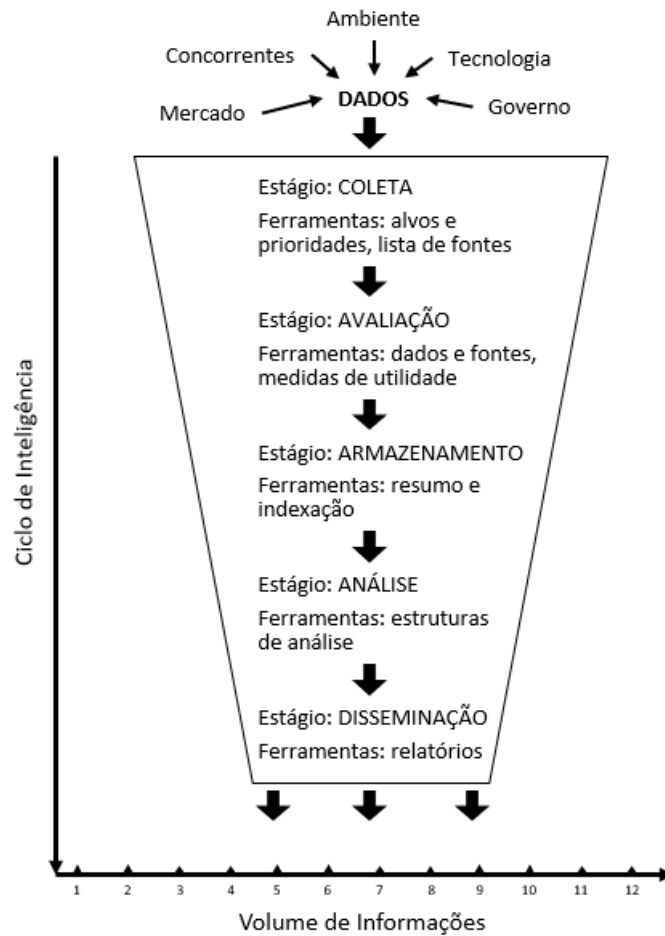 Ambiente
Concorrentes
Tecnologia
DADOS
Mercado
Governo
Estágio: COLETA
Ferramentas: alvos e
prioridades, lista de fontes
Estágio: AVALIAÇÃO
Ferramentas: dados e fontes,
medidas de utilidade
Estágio: ARMAZENAMENTO
Ferramentas: resumo e
indexação
Estágio: ANÁLISE
Ferramentas: estruturas
de análise
Estágio: DISSEMINAÇÃO
Ferramentas: relatórios
Ciclo de Inteligência
1 2 3 4 5 6 7 8 9 10 11 12
Volume de Informações